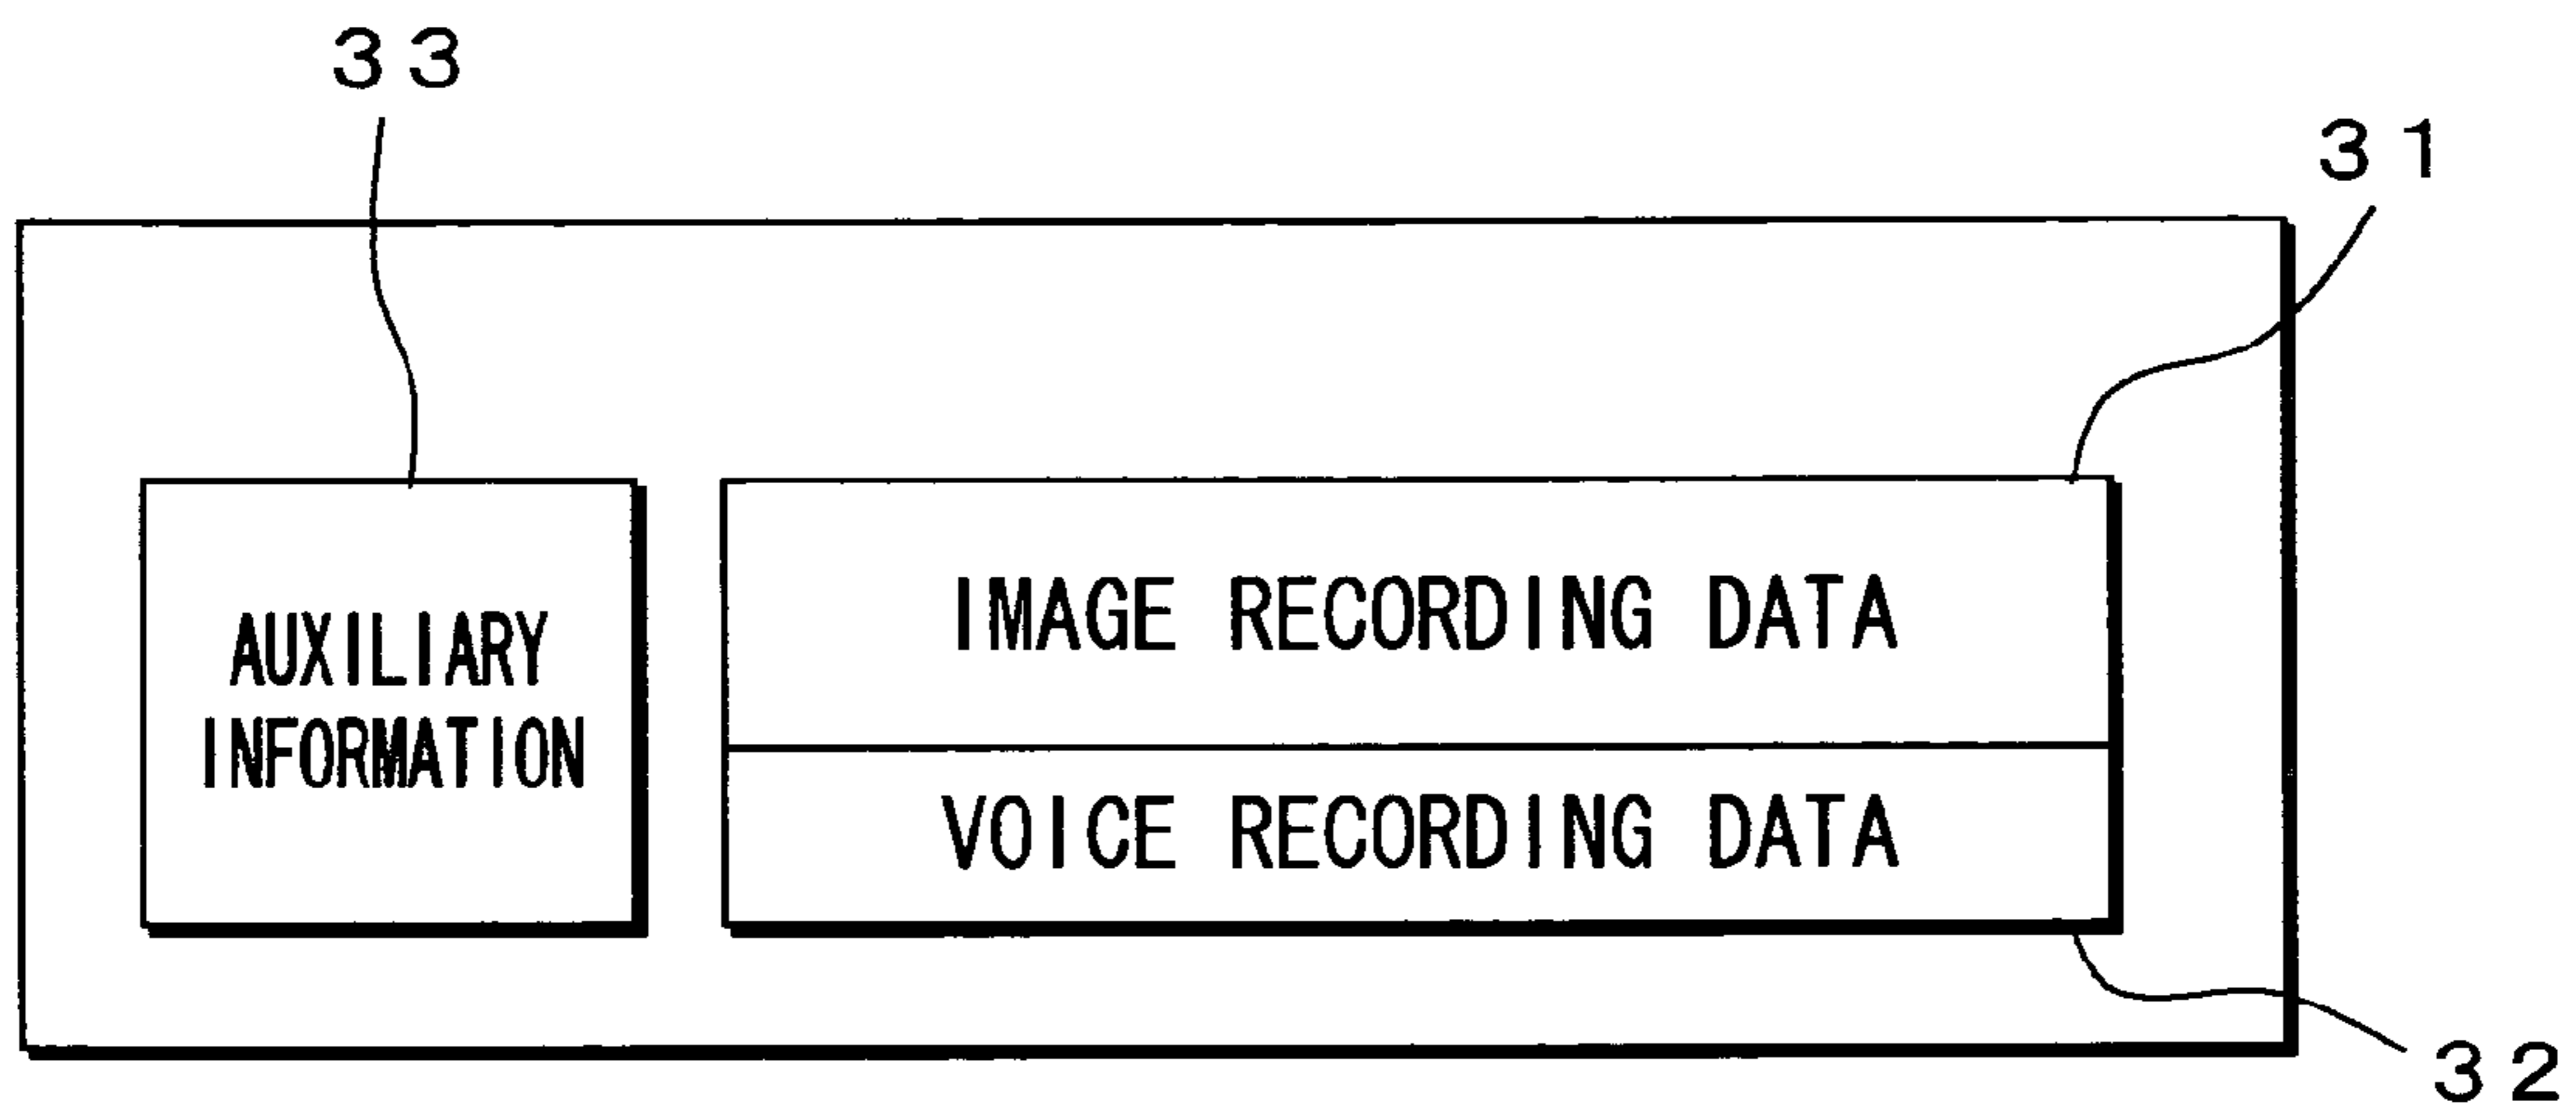 33
31
AUXILIARY
INFORMATION
IMAGE RECORDING DATA
VOICE RECORDING DATA
32